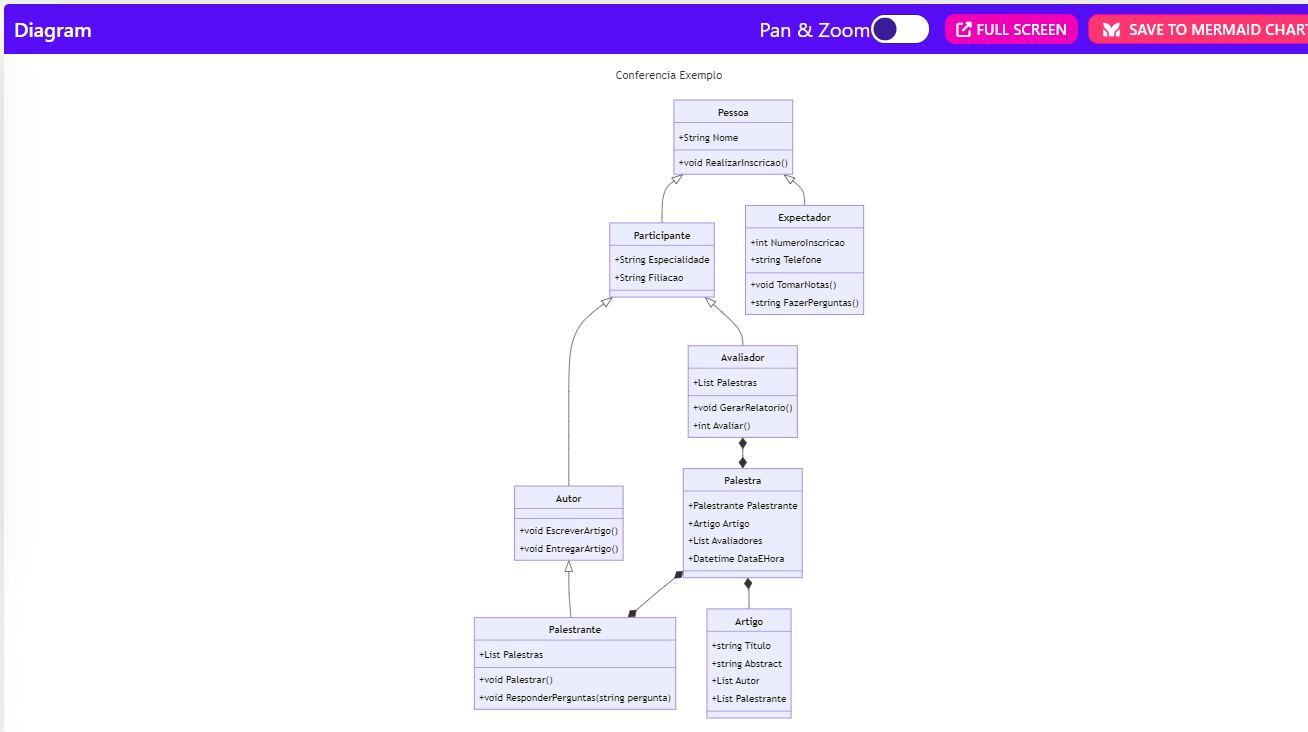 Diagram
Pan & Zoom
FULL SCREEN
SAVE TO MERMAID CHART
Conferencia Exemplo
Pessoa
+String Nome
+void RealizarInscricao()
Participante
+String Especialidade
+String Filiacao
Expectador
+int NumeroInscricao
+string Telefone
+void TomarNotas()
+string FazerPerguntas()
Avaliador
+List Palestras
+void GerarRelatorio()
+int Avaliar()
Autor
+void EscreverArtigo()
+void EntregarArtigo()
Palestra
+Palestrante Palestrante
+Artigo Artigo
+List Avaliadores
+Datetime DataEHora
Palestrante
+List Palestras
+void Palestrar()
+void ResponderPerguntas(string pergunta)
Artigo
+string Titulo
+string Abstract
+List Autor
+List Palestrante